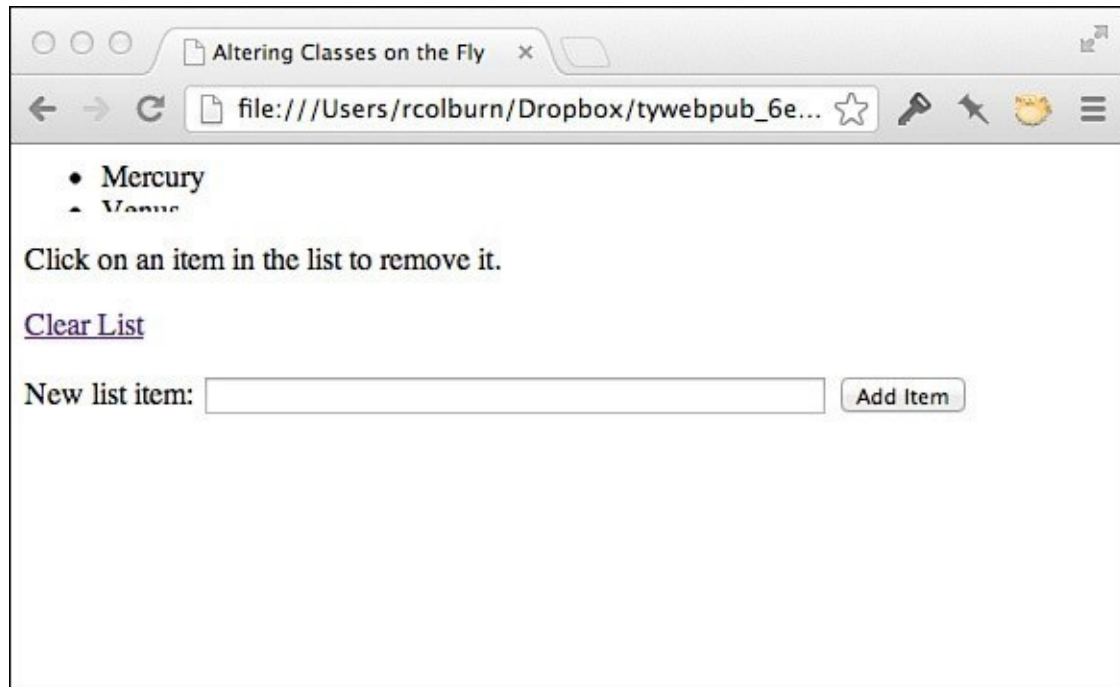 Altering Classes on the Fly
file:///Users/rcolburn/Dropbox/tywebpub_6e...
Mercury
Venus
Click on an item in the list to remove it.
Clear List
New list item:
Add Item